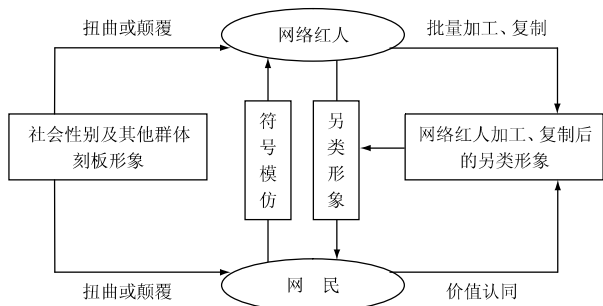 扭曲或颠覆
网络红人
批量加工、复制
社会性别及其他群体
刻板形象
符号模仿
另类形象
网络红人加工、复制后
的另类形象
扭曲或颠覆
网 民
价值认同